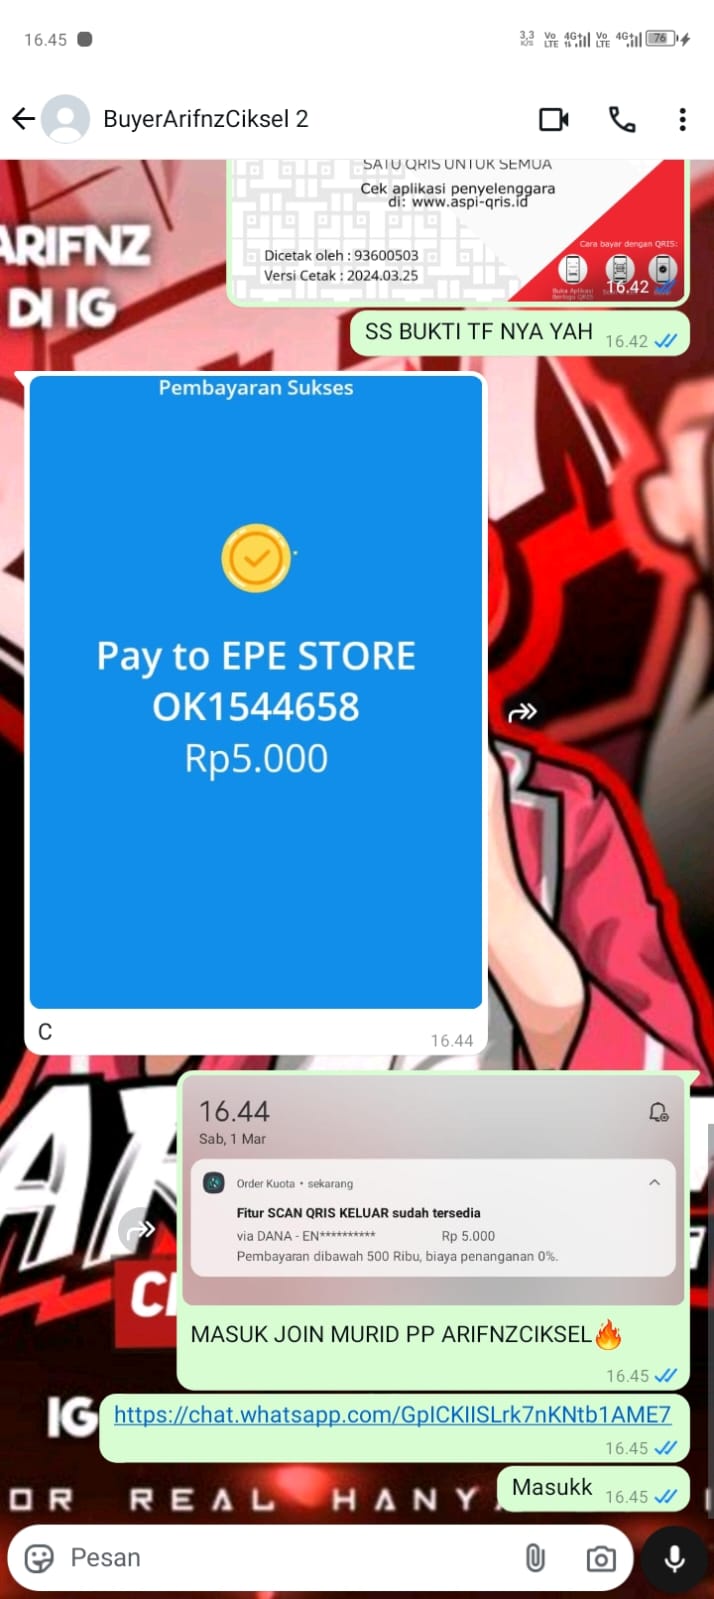 16.45
3,3 K/S Vo LTE 4G Vo LTE 4G 76
BuyerArifnzCiksel 2
SATU QRIS UNTUK SEMUA
Cek aplikasi penyelenggara
di: www.aspi-qris.id
Cara bayar dengan QRIS:
Dicetak oleh : 93600503
Versi Cetak : 2024.03.25
16.42
ARIFNZ
DI IG
SS BUKTI TF NYA YAH
16.42
Pembayaran Sukses
Pay to EPE STORE
OK1544658
Rp5.000
C
16.44
16.44
Sab, 1 Mar
Order Kuota • sekarang
Fitur SCAN QRIS KELUAR sudah tersedia
via DANA - EN**********
Rp 5.000
Pembayaran dibawah 500 Ribu, biaya penanganan 0%.
MASUK JOIN MURID PP ARIFNZCIKSEL🔥
16.45
IG
https://chat.whatsapp.com/GpICKIISLrk7nKNtb1AME7
16.45
Masukk
16.45
OR REAL HANY
Pesan